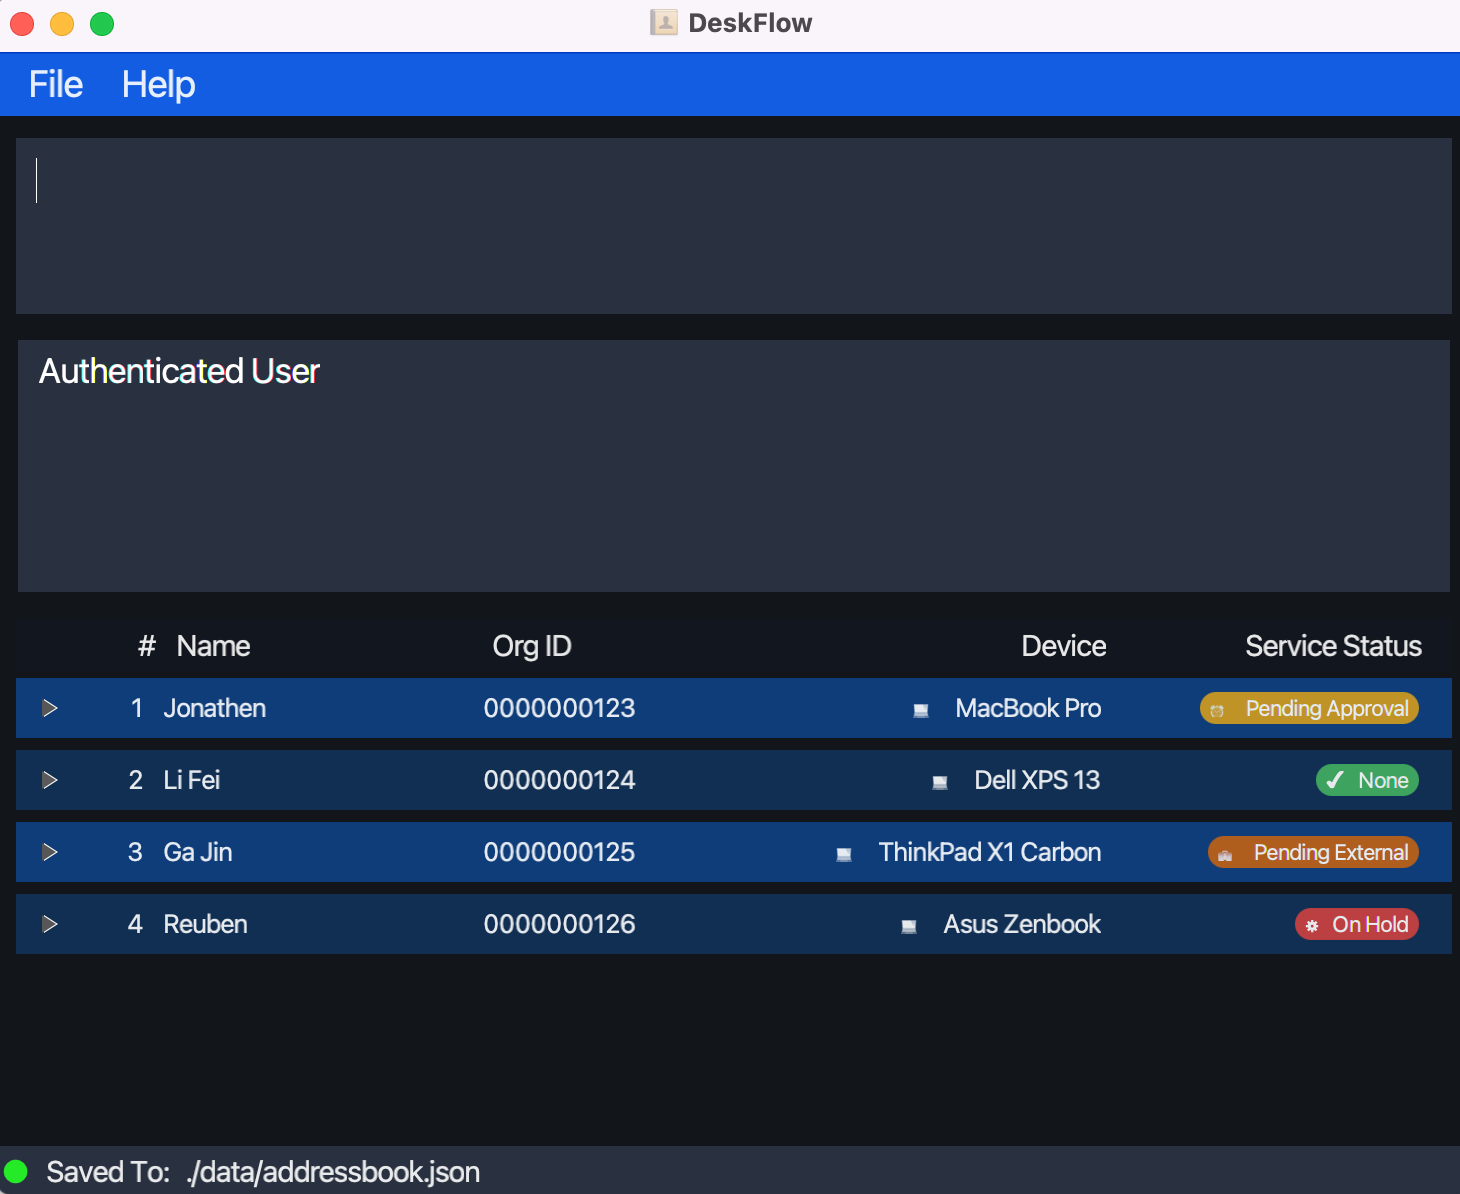 DeskFlow
File Help
Authenticated User
# Name Org ID Device Service Status
1 Jonathen 0000000123 MacBook Pro Pending Approval
2 Li Fei 0000000124 Dell XPS 13 None
3 Ga Jin 0000000125 ThinkPad X1 Carbon Pending External
4 Reuben 0000000126 Asus Zenbook On Hold
Saved To: ./data/addressbook.json